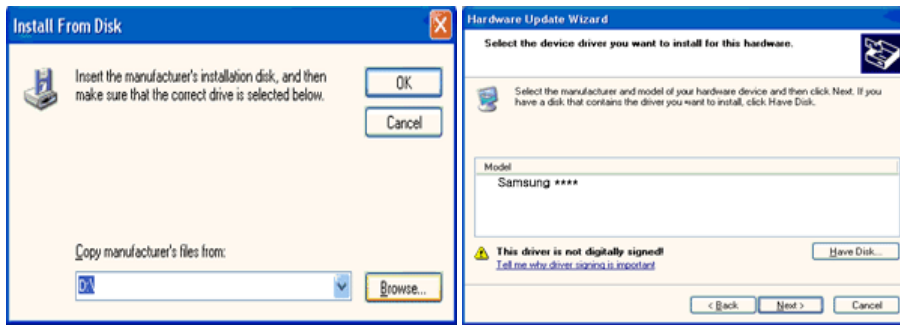 Install From Disk
Insert the manufacturer's installation disk, and then
make sure that the correct drive is selected below.
OK
Cancel
Copy manufacturer's files from:
D:\
Browse...
Hardware Update Wizard
Select the device driver you want to install for this hardware.
Select the manufacturer and model of your hardware device and then click Next. If you
have a disk that contains the driver you want to install, click Have Disk.
Model
Samsung ****
This driver is not digitally signed!
Tell me why driver signing is important
Have Disk...
< Back
Next >
Cancel